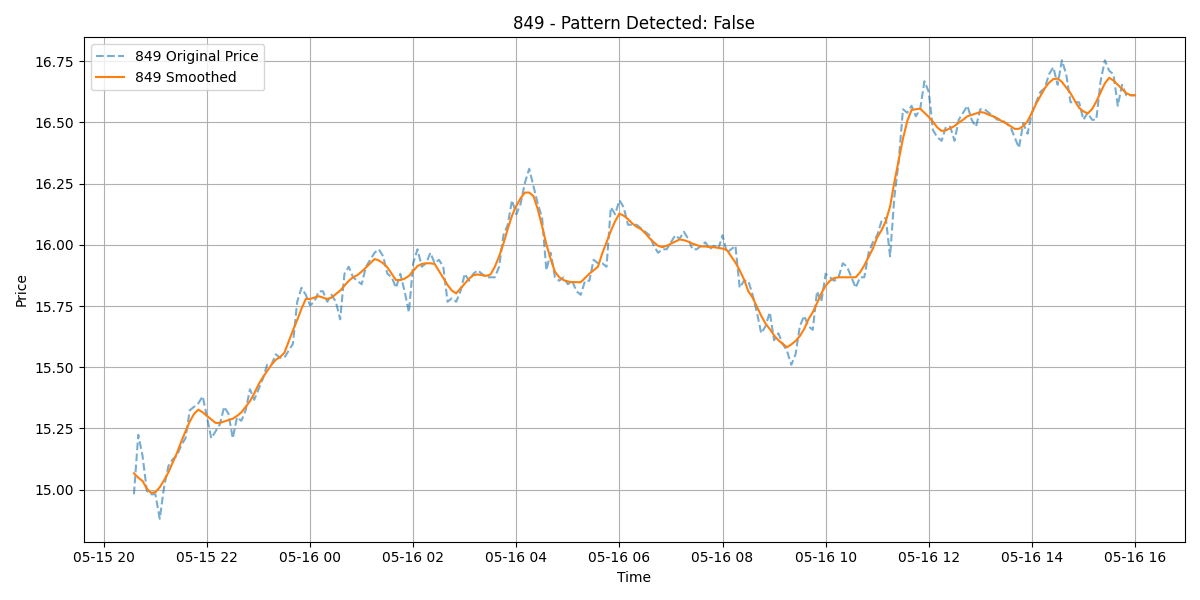 849 - Pattern Detected: False
849 Original Price
849 Smoothed
Price
16.75
16.50
16.25
16.00
15.75
15.50
15.25
15.00
05-15 20 05-15 22 05-16 00 05-16 02 05-16 04 05-16 06 05-16 08 05-16 10 05-16 12 05-16 14 05-16 16
Time